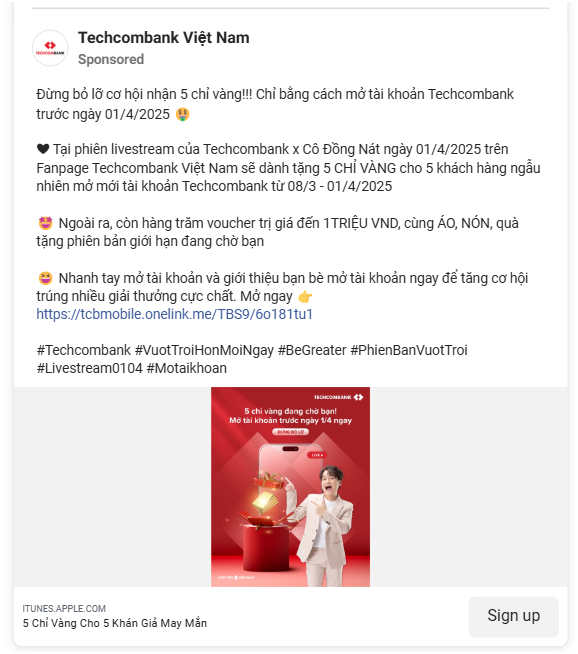 Techcombank Việt Nam
TECHCOMBANK
Sponsored
Đừng bỏ lỡ cơ hội nhận 5 chỉ vàng!!! Chỉ bằng cách mở tài khoản Techcombank
trước ngày 01/4/2025 🤑
🖤 Tại phiên livestream của Techcombank x Cô Đồng Nát ngày 01/4/2025 trên
Fanpage Techcombank Việt Nam sẽ dành tặng 5 CHỈ VÀNG cho 5 khách hàng ngẫu
nhiên mở mới tài khoản Techcombank từ 08/3 - 01/4/2025
🤩 Ngoài ra, còn hàng trăm voucher trị giá đến 1TRIỆU VND, cùng ÁO, NÓN, quà
tặng phiên bản giới hạn đang chờ bạn
😆 Nhanh tay mở tài khoản và giới thiệu bạn bè mở tài khoản ngay để tăng cơ hội
trúng nhiều giải thưởng cực chất. Mở ngay 👉
https://tcbmobile.onelink.me/TBS9/6o181tu1
#Techcombank #VuotTroiHonMoiNgay #BeGreater #PhienBanVuotTroi
#Livestream0104 #Motaikhoan
TECHCOMBANK
5 chỉ vàng đang chờ bạn!
Mở tài khoản trước ngày 1/4 ngay
ĐỪNG BỎ LỠ
ITUNES.APPLE.COM
5 Chỉ Vàng Cho 5 Khán Giả May Mắn
Sign up